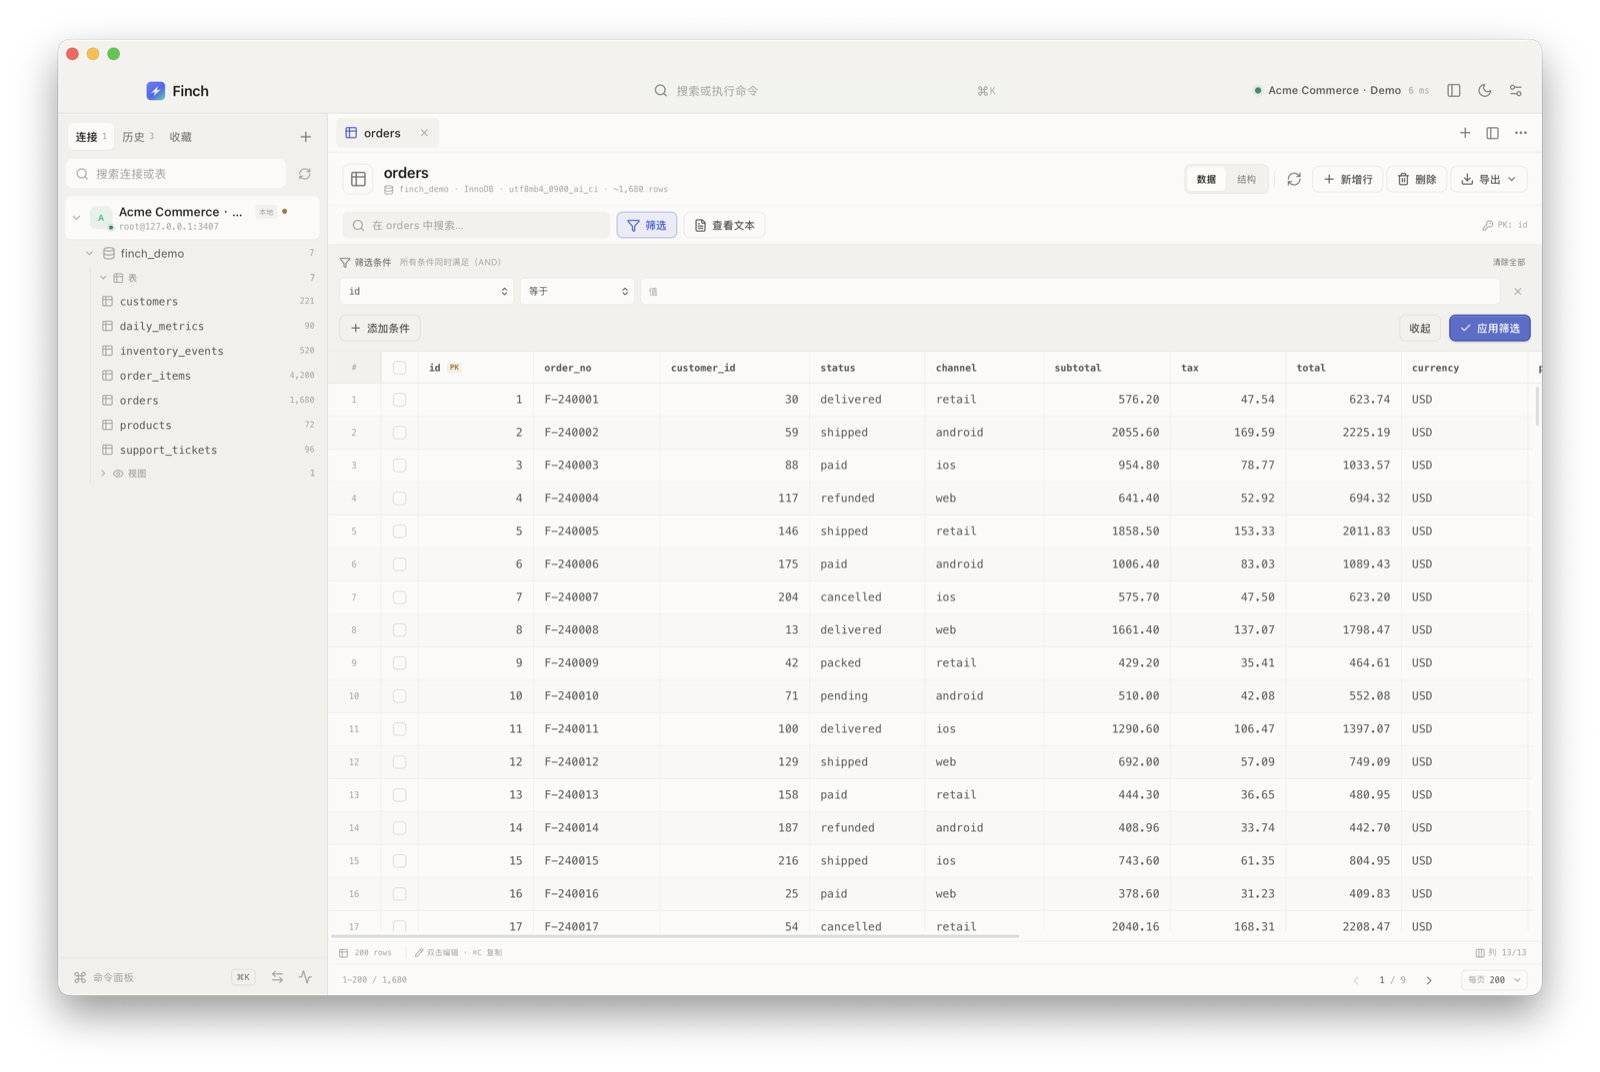 Finch
搜索或执行命令 ⌘K
Acme Commerce · Demo 6 ms
连接 1 历史 3 收藏
搜索连接或表
A Acme Commerce · ... 本地
root@127.0.0.1:3407
finch_demo 7
表 7
customers 221
daily_metrics 90
inventory_events 520
order_items 4,200
orders 1,680
products 72
support_tickets 96
视图 1
命令面板 ⌘K
orders
orders
finch_demo · InnoDB · utf8mb4_0900_ai_ci · ~1,680 rows
数据 结构 新增行 删除 导出
在 orders 中搜索... 筛选 查看文本 PK: id
筛选条件 所有条件同时满足（AND） 清除全部
id 等于 值
添加条件 收起 应用筛选
# id PK order_no customer_id status channel subtotal tax total currency
1 1 F-240001 30 delivered retail 576.20 47.54 623.74 USD
2 2 F-240002 59 shipped android 2055.60 169.59 2225.19 USD
3 3 F-240003 88 paid ios 954.80 78.77 1033.57 USD
4 4 F-240004 117 refunded web 641.40 52.92 694.32 USD
5 5 F-240005 146 shipped retail 1858.50 153.33 2011.83 USD
6 6 F-240006 175 paid android 1006.40 83.03 1089.43 USD
7 7 F-240007 204 cancelled ios 575.70 47.50 623.20 USD
8 8 F-240008 13 delivered web 1661.40 137.07 1798.47 USD
9 9 F-240009 42 packed retail 429.20 35.41 464.61 USD
10 10 F-240010 71 pending android 510.00 42.08 552.08 USD
11 11 F-240011 100 delivered ios 1290.60 106.47 1397.07 USD
12 12 F-240012 129 shipped web 692.00 57.09 749.09 USD
13 13 F-240013 158 paid retail 444.30 36.65 480.95 USD
14 14 F-240014 187 refunded android 408.96 33.74 442.70 USD
15 15 F-240015 216 shipped ios 743.60 61.35 804.95 USD
16 16 F-240016 25 paid web 378.60 31.23 409.83 USD
17 17 F-240017 54 cancelled retail 2040.16 168.31 2208.47 USD
200 rows 双击编辑 · ⌘C 复制 列 13/13
1–200 / 1,680 1 / 9 每页 200